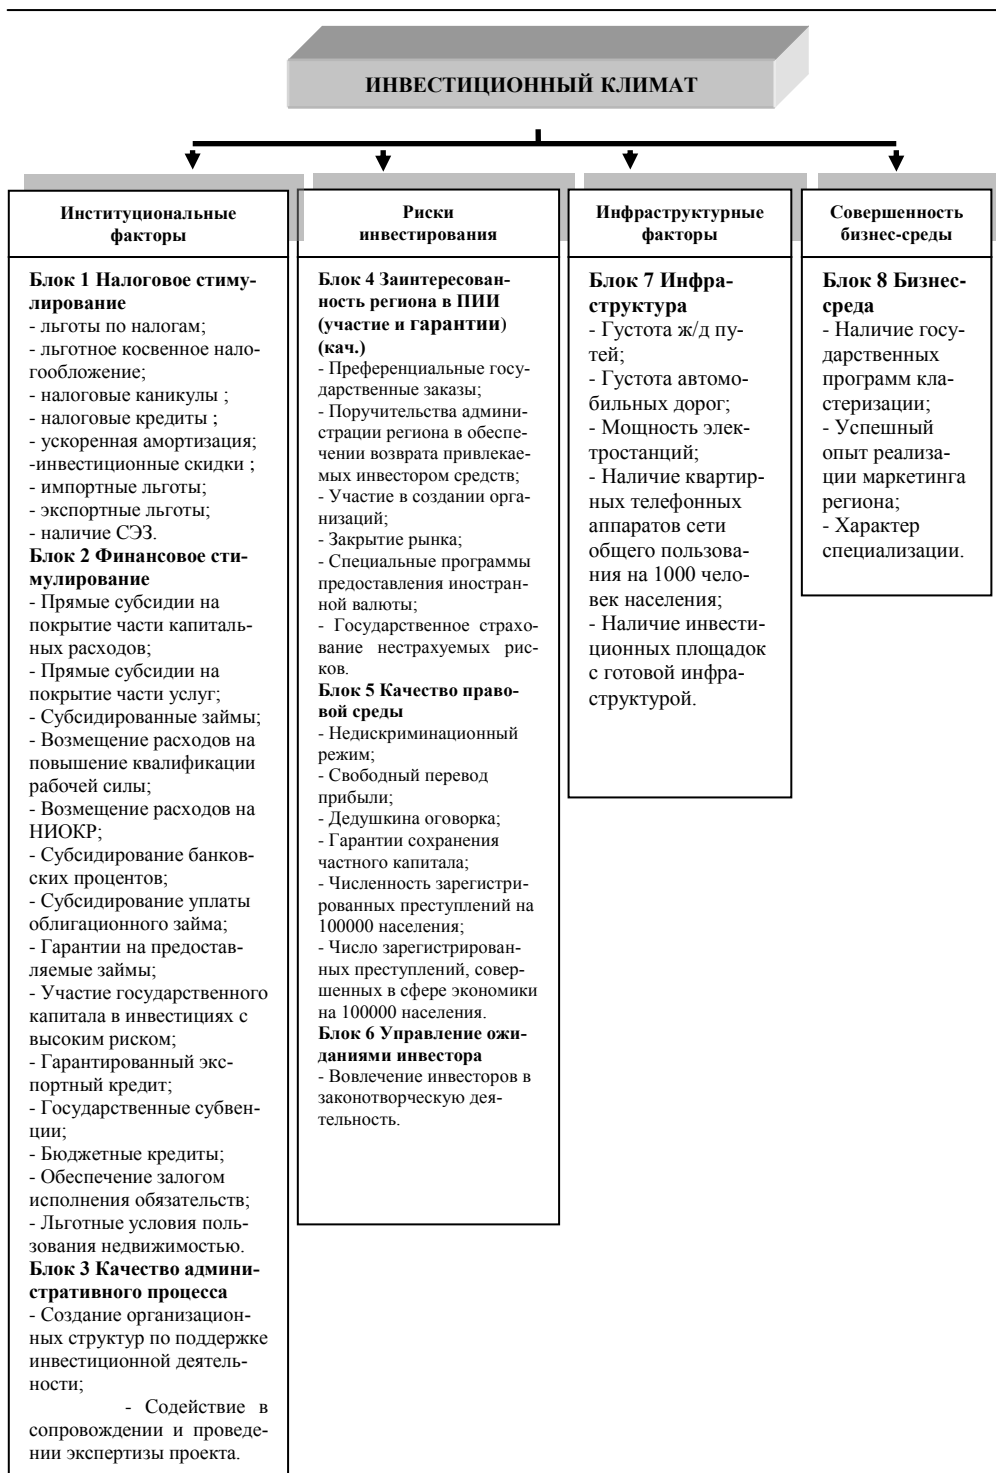 ИНВЕСТИЦИОННЫЙ КЛИМАТ
Институциональные
факторы
Блок 1 Налоговое стиму-
лирование
- льготы по налогам;
- льготное косвенное нало-
гообложение;
- налоговые каникулы ;
- налоговые кредиты ;
- ускоренная амортизация;
-инвестиционные скидки ;
- импортные льготы;
- экспортные льготы;
- наличие СЭЗ.
Блок 2 Финансовое сти-
мулирование
- Прямые субсидии на
покрытие части капиталь-
ных расходов;
- Прямые субсидии на
покрытие части услуг;
- Субсидированные займы;
- Возмещение расходов на
повышение квалификации
рабочей силы;
- Возмещение расходов на
НИОКР;
- Субсидирование банков-
ских процентов;
- Субсидирование уплаты
облигационного займа;
- Гарантии на предостав-
ляемые займы;
- Участие государственного
капитала в инвестициях с
высоким риском;
- Гарантированный экс-
портный кредит;
- Государственные субвен-
ции;
- Бюджетные кредиты;
- Обеспечение залогом
исполнения обязательств;
- Льготные условия поль-
зования недвижимостью.
Блок 3 Качество админи-
стративного процесса
- Создание организацион-
ных структур по поддержке
инвестиционной деятель-
ности;
- Содействие в
сопровождении и проведе-
нии экспертизы проекта.
Риски
инвестирования
Блок 4 Заинтересован-
ность региона в ПИИ
(участие и гарантии)
(кач.)
- Преференциальные госу-
дарственные заказы;
- Поручительства админи-
страции региона в обеспе-
чении возврата привлекае-
мых инвестором средств;
- Участие в создании орга-
низаций;
- Закрытие рынка;
- Специальные программы
предоставления иностран-
ной валюты;
- Государственное страхо-
вание нестрахуемых рис-
ков.
Блок 5 Качество право-
вой среды
- Недискриминационный
режим;
- Свободный перевод
прибыли;
- Дедушкина оговорка;
- Гарантии сохранения
частного капитала;
- Численность зарегистри-
рованных преступлений на
100000 населения;
- Число зарегистрирован-
ных преступлений, совер-
шенных в сфере экономики
на 100000 населения.
Блок 6 Управление ожи-
даниями инвестора
- Вовлечение инвесторов в
законотворческую дея-
тельность.
Инфраструктурные
факторы
Блок 7 Инфра-
структура
- Густота ж/д пу-
тей;
- Густота автомо-
бильных дорог;
- Мощность элек-
тростанций;
- Наличие квартир-
ных телефонных
аппаратов сети
общего пользова-
ния на 1000 чело-
век населения;
- Наличие инвести-
ционных площадок
с готовой инфра-
структурой.
Совершенность
бизнес-среды
Блок 8 Бизнес-
среда
- Наличие госу-
дарственных
программ кла-
стеризации;
- Успешный
опыт реализа-
ции маркетинга
региона;
- Характер
специализации.